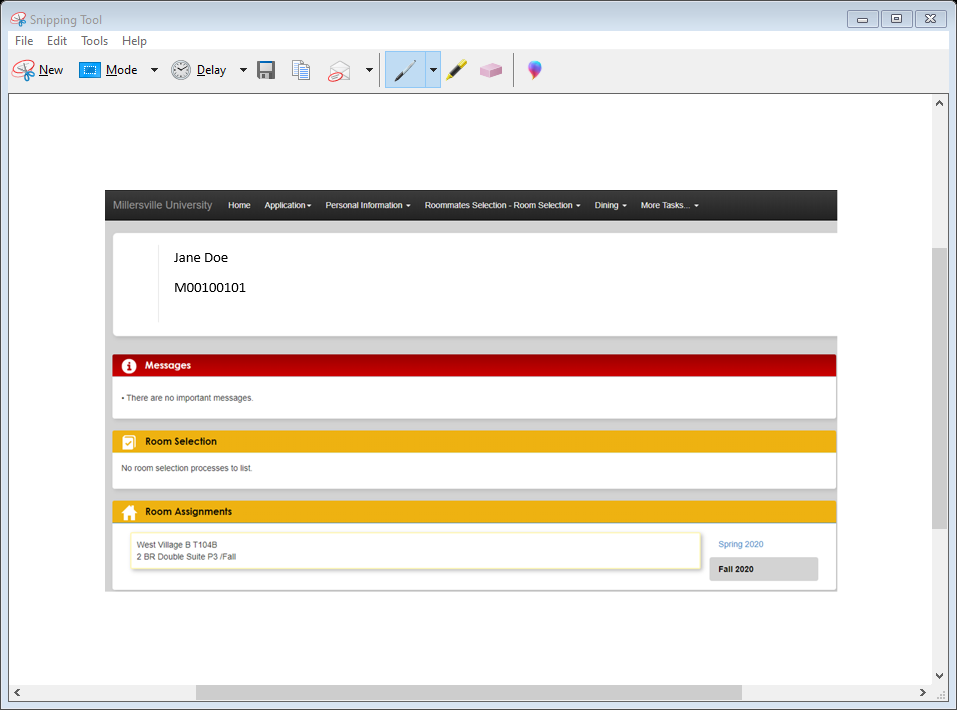 Snipping Tool
File Edit Tools Help
New Mode Delay
Millersville University Home Application Personal Information Roommates Selection - Room Selection Dining More Tasks...
Jane Doe
M00100101
Messages
• There are no important messages.
Room Selection
No room selection processes to list.
Room Assignments
West Village B T104B
2 BR Double Suite P3 /Fall
Spring 2020
Fall 2020